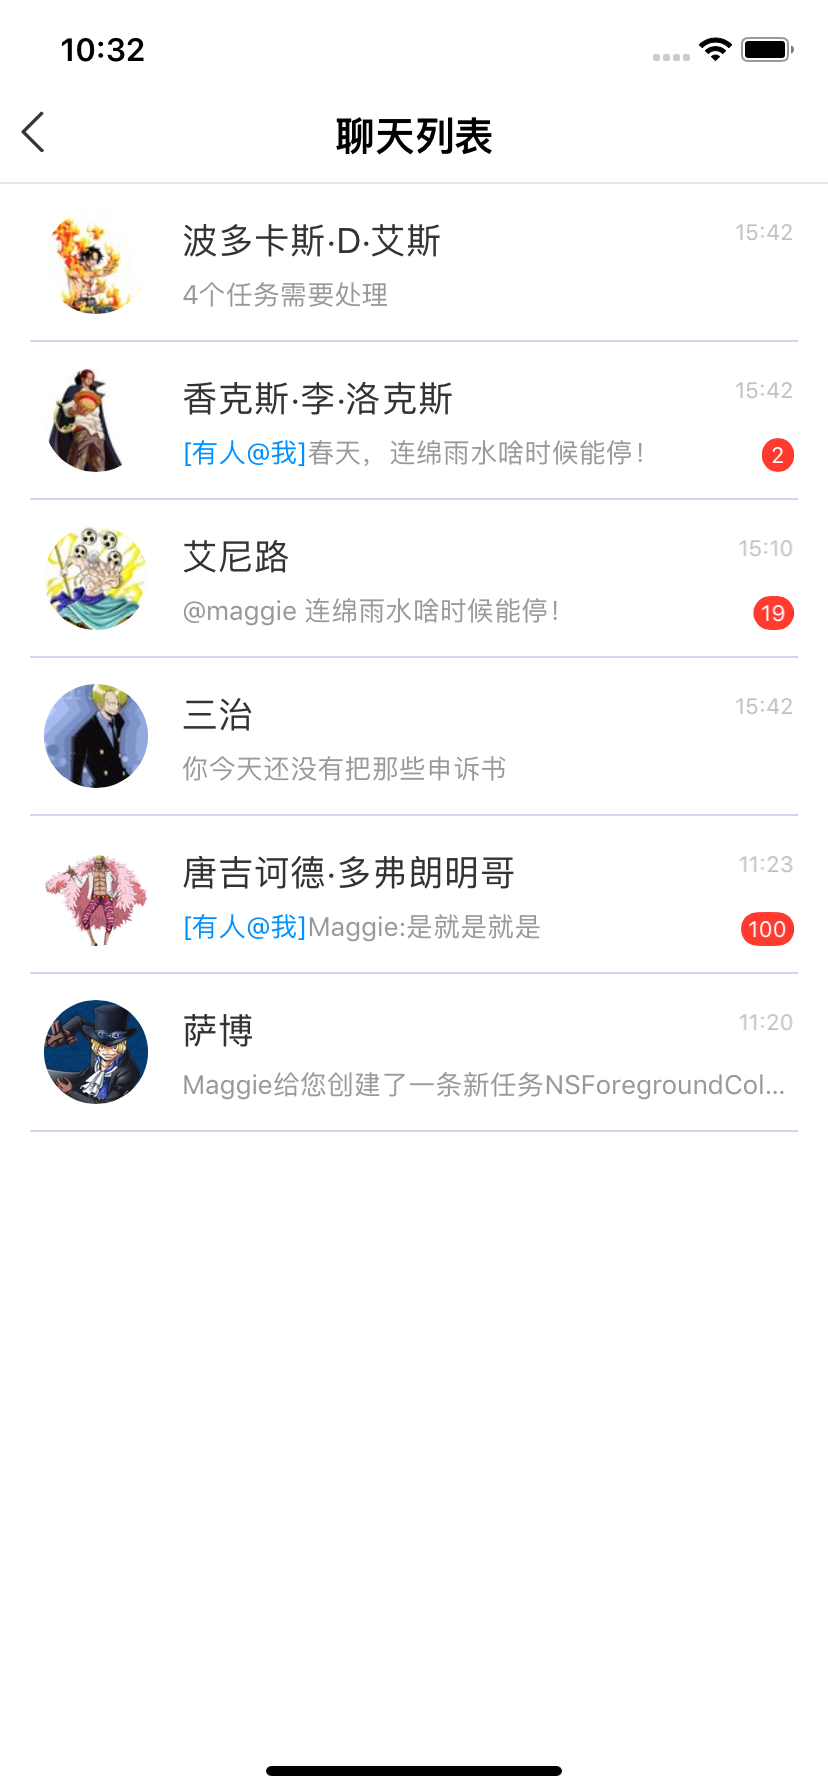 10:32
聊天列表
波多卡斯·D·艾斯
15:42
4个任务需要处理
香克斯·李·洛克斯
15:42
[有人@我]春天，连绵雨水啥时候能停！
2
艾尼路
15:10
@maggie 连绵雨水啥时候能停！
19
三治
15:42
你今天还没有把那些申诉书
唐吉诃德·多弗朗明哥
11:23
[有人@我]Maggie:是就是就是
100
萨博
11:20
Maggie给您创建了一条新任务NSForegroundCol...